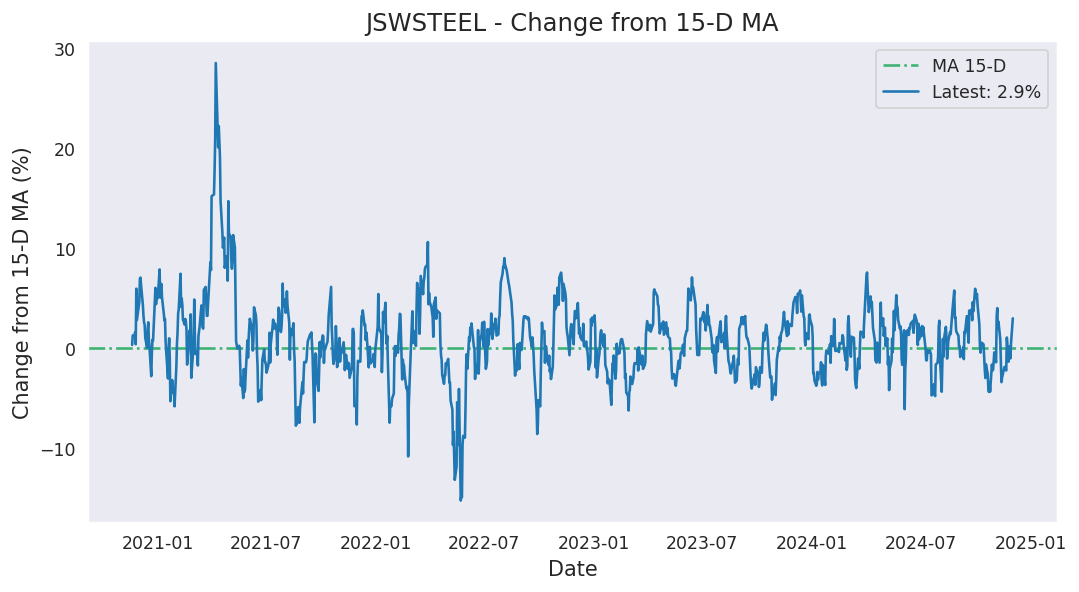 JSWSTEEL - Change from 15-D MA
MA 15-D
Latest: 2.9%
Change from 15-D MA (%)
30
20
10
0
−10
2021-01 2021-07 2022-01 2022-07 2023-01 2023-07 2024-01 2024-07 2025-01
Date